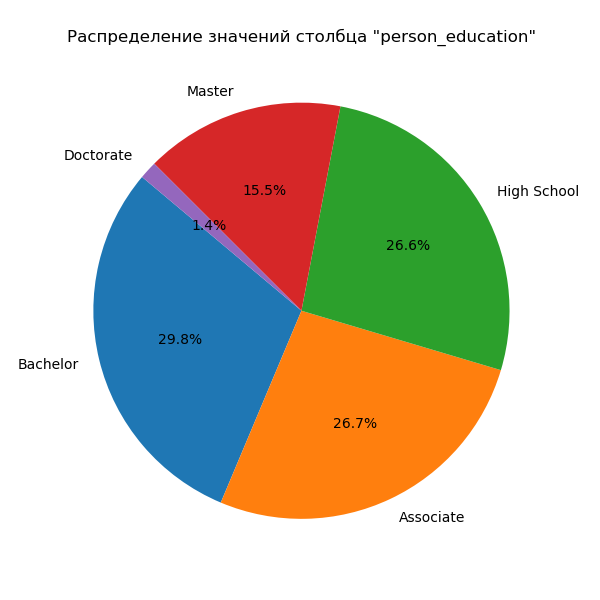 Распределение значений столбца "person_education"
Master
Doctorate
High School
15.5%
1.4%
26.6%
29.8%
Bachelor
26.7%
Associate